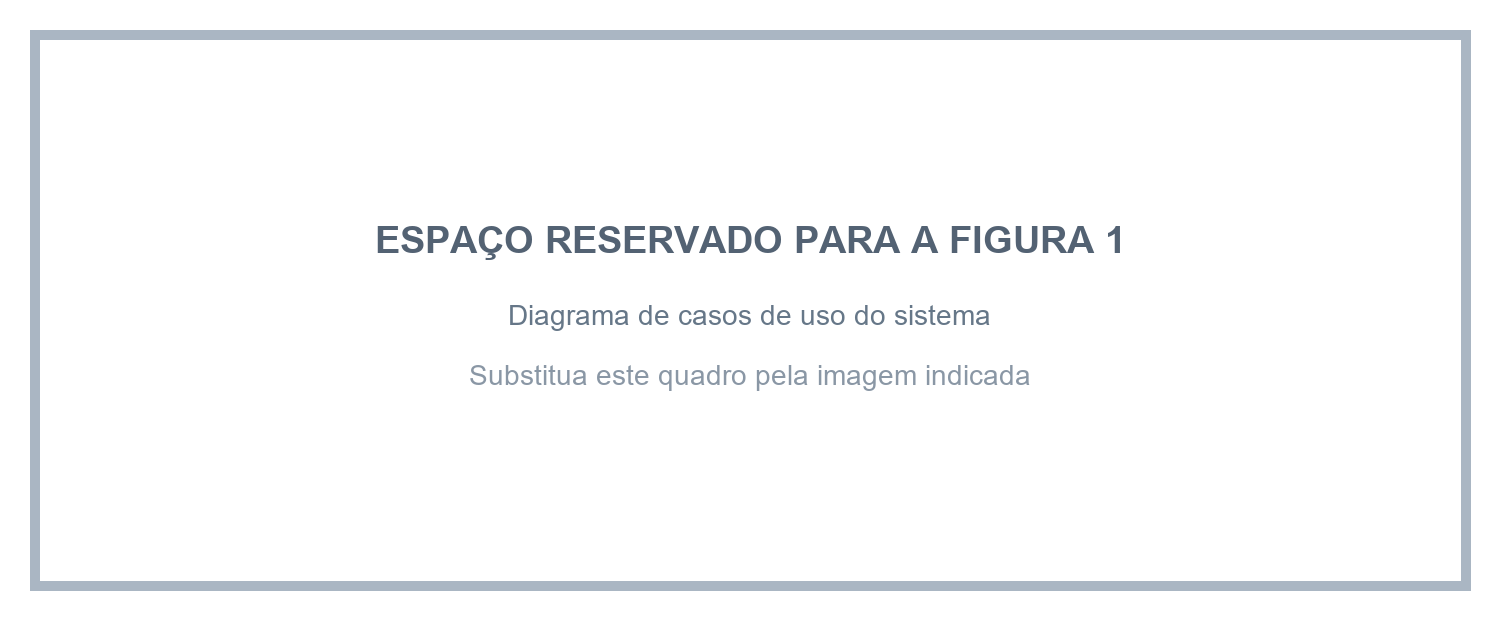 ESPAÇO RESERVADO PARA A FIGURA 1
Diagrama de casos de uso do sistema
Substitua este quadro pela imagem indicada